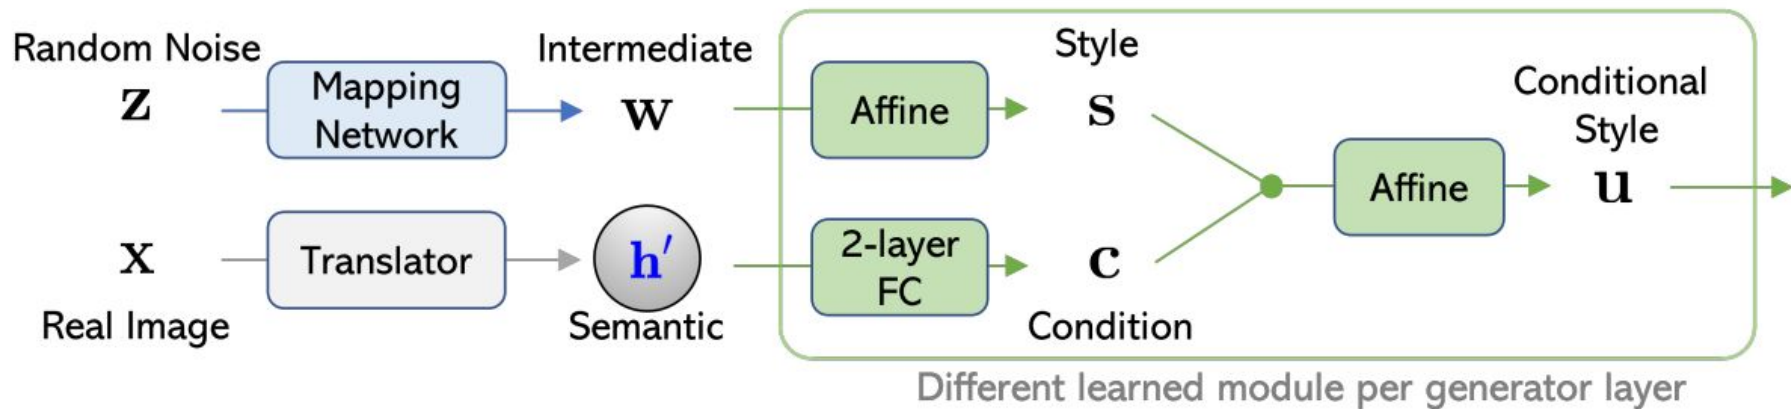 Random Noise
z
Mapping
Network
Intermediate
w
Affine
Style
s
Conditional
Style
u
Affine
x
Real Image
Translator
h′
Semantic
2-layer
FC
c
Condition
Different learned module per generator layer